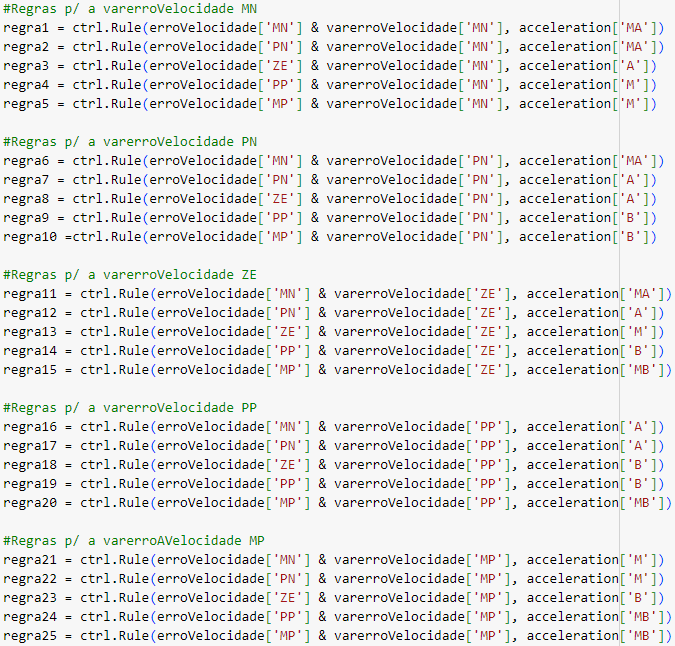 #Regras p/ a varerroVelocidade MN
regra1 = ctrl.Rule(erroVelocidade['MN'] & varerroVelocidade['MN'], acceleration['MA'])
regra2 = ctrl.Rule(erroVelocidade['PN'] & varerroVelocidade['MN'], acceleration['MA'])
regra3 = ctrl.Rule(erroVelocidade['ZE'] & varerroVelocidade['MN'], acceleration['A'])
regra4 = ctrl.Rule(erroVelocidade['PP'] & varerroVelocidade['MN'], acceleration['M'])
regra5 = ctrl.Rule(erroVelocidade['MP'] & varerroVelocidade['MN'], acceleration['M'])
#Regras p/ a varerroVelocidade PN
regra6 = ctrl.Rule(erroVelocidade['MN'] & varerroVelocidade['PN'], acceleration['MA'])
regra7 = ctrl.Rule(erroVelocidade['PN'] & varerroVelocidade['PN'], acceleration['A'])
regra8 = ctrl.Rule(erroVelocidade['ZE'] & varerroVelocidade['PN'], acceleration['A'])
regra9 = ctrl.Rule(erroVelocidade['PP'] & varerroVelocidade['PN'], acceleration['B'])
regra10 =ctrl.Rule(erroVelocidade['MP'] & varerroVelocidade['PN'], acceleration['B'])
#Regras p/ a varerroVelocidade ZE
regra11 = ctrl.Rule(erroVelocidade['MN'] & varerroVelocidade['ZE'], acceleration['MA'])
regra12 = ctrl.Rule(erroVelocidade['PN'] & varerroVelocidade['ZE'], acceleration['A'])
regra13 = ctrl.Rule(erroVelocidade['ZE'] & varerroVelocidade['ZE'], acceleration['M'])
regra14 = ctrl.Rule(erroVelocidade['PP'] & varerroVelocidade['ZE'], acceleration['B'])
regra15 = ctrl.Rule(erroVelocidade['MP'] & varerroVelocidade['ZE'], acceleration['MB'])
#Regras p/ a varerroVelocidade PP
regra16 = ctrl.Rule(erroVelocidade['MN'] & varerroVelocidade['PP'], acceleration['A'])
regra17 = ctrl.Rule(erroVelocidade['PN'] & varerroVelocidade['PP'], acceleration['A'])
regra18 = ctrl.Rule(erroVelocidade['ZE'] & varerroVelocidade['PP'], acceleration['B'])
regra19 = ctrl.Rule(erroVelocidade['PP'] & varerroVelocidade['PP'], acceleration['B'])
regra20 = ctrl.Rule(erroVelocidade['MP'] & varerroVelocidade['PP'], acceleration['MB'])
#Regras p/ a varerroAVelocidade MP
regra21 = ctrl.Rule(erroVelocidade['MN'] & varerroVelocidade['MP'], acceleration['M'])
regra22 = ctrl.Rule(erroVelocidade['PN'] & varerroVelocidade['MP'], acceleration['M'])
regra23 = ctrl.Rule(erroVelocidade['ZE'] & varerroVelocidade['MP'], acceleration['B'])
regra24 = ctrl.Rule(erroVelocidade['PP'] & varerroVelocidade['MP'], acceleration['MB'])
regra25 = ctrl.Rule(erroVelocidade['MP'] & varerroVelocidade['MP'], acceleration['MB'])